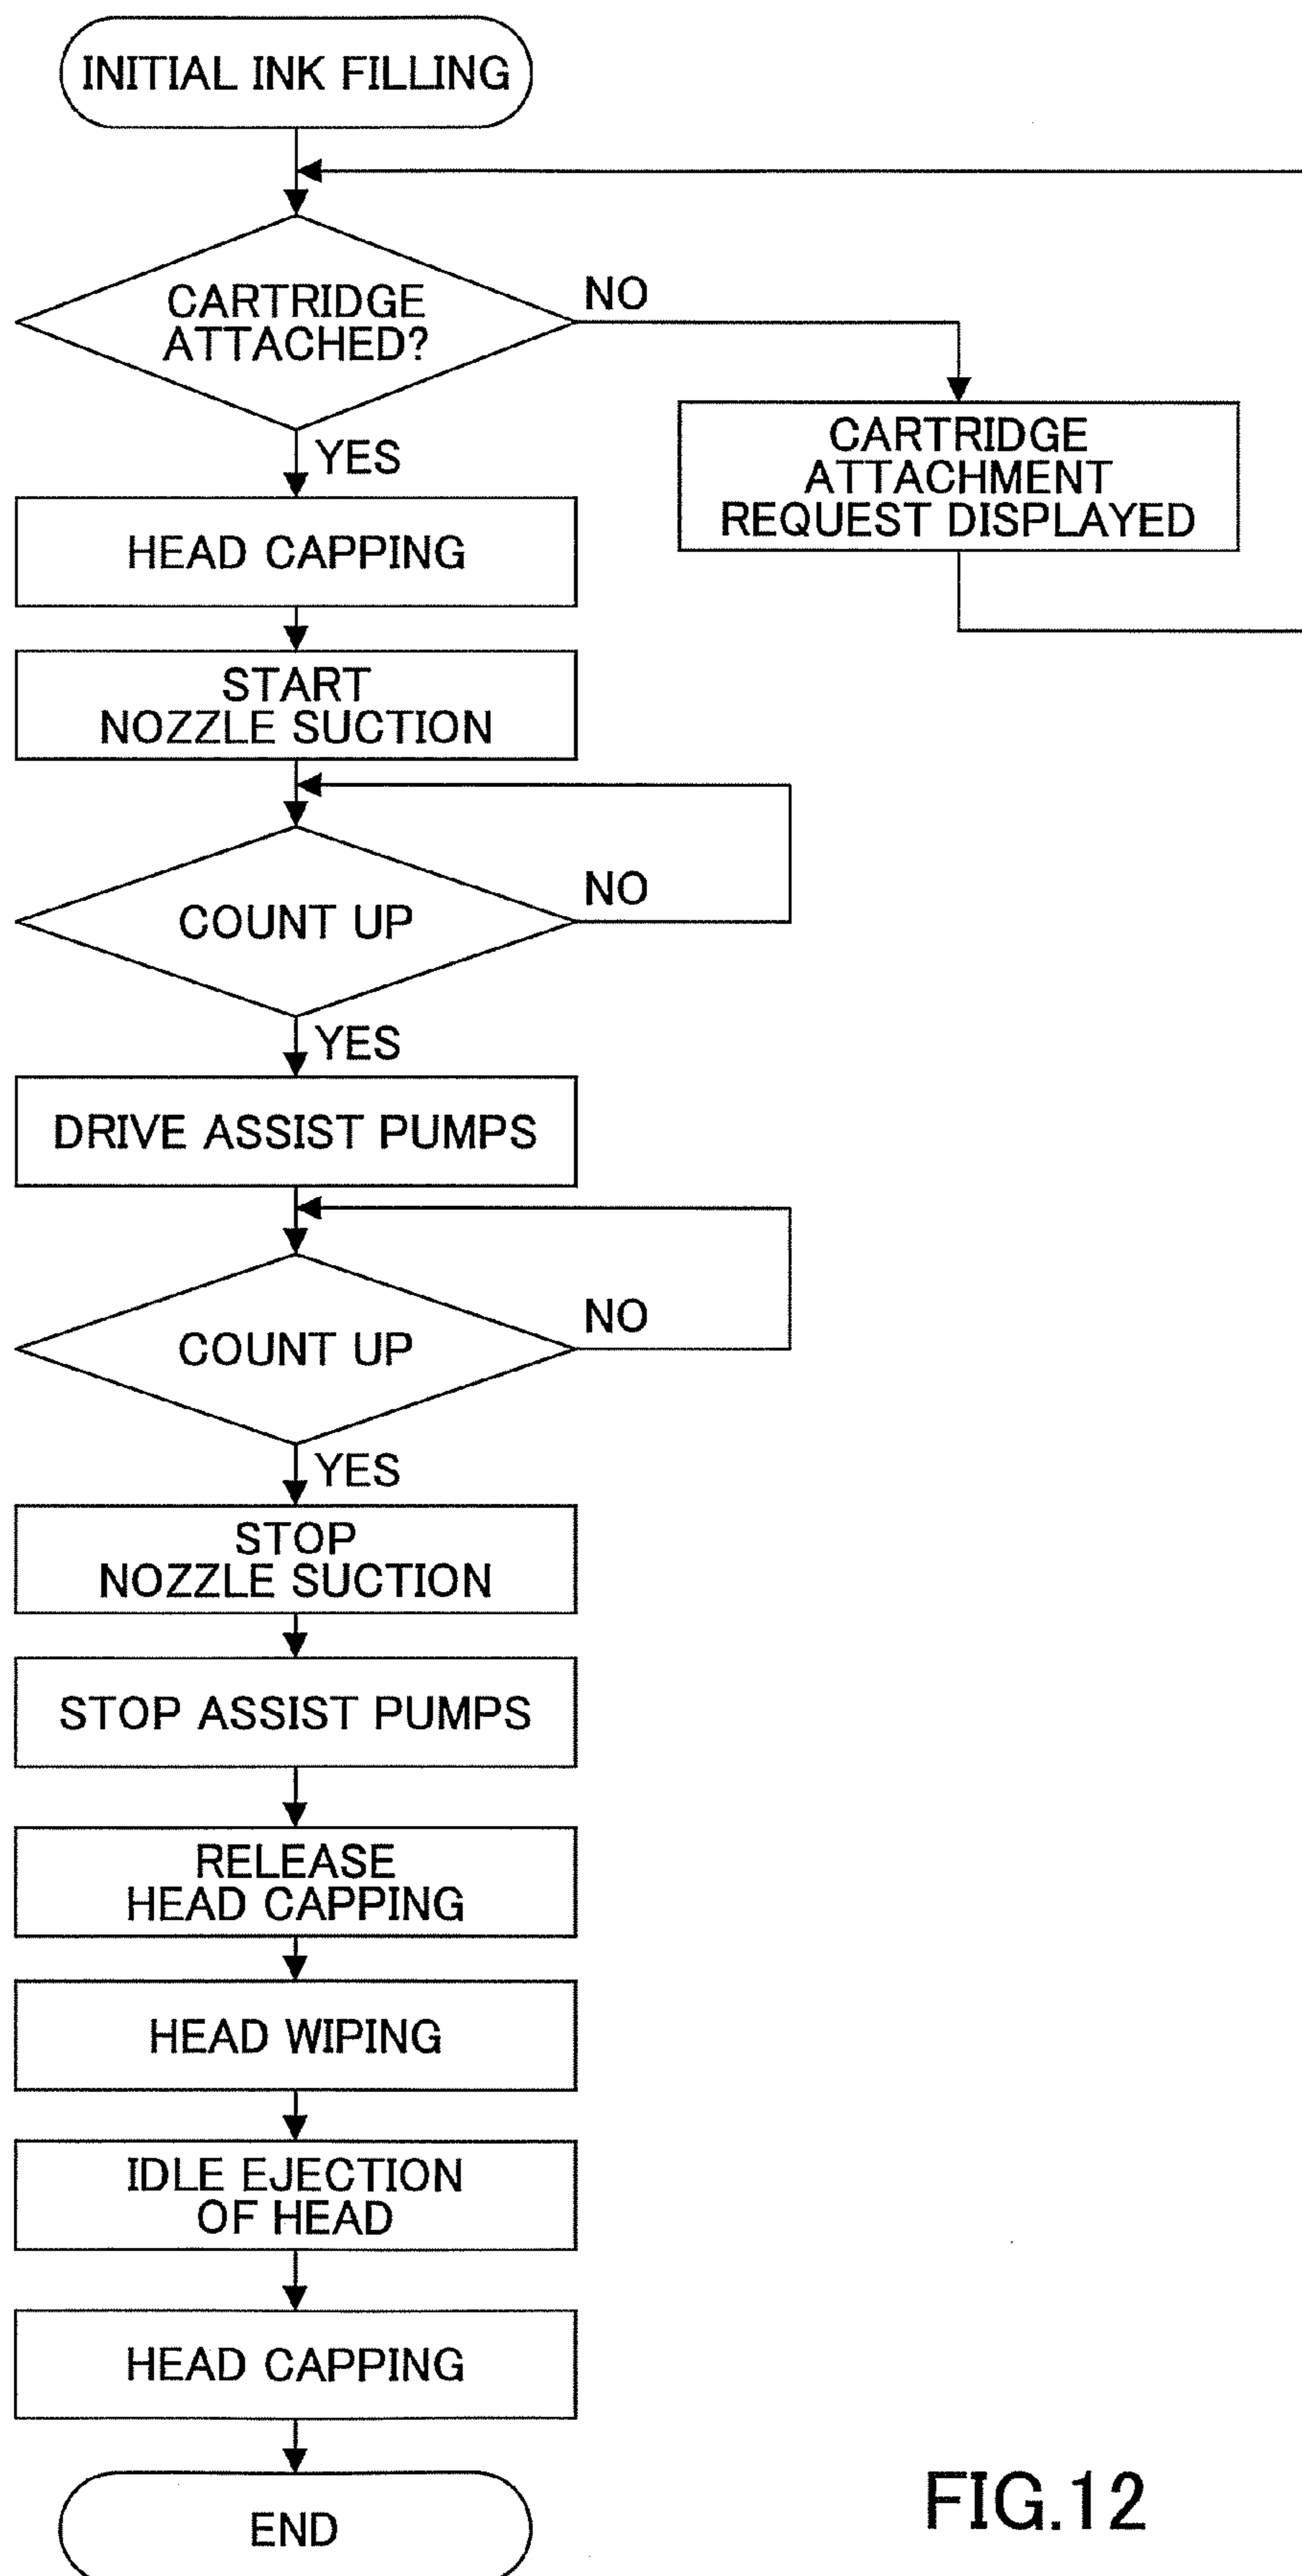 INITIAL INK FILLING
CARTRIDGE
ATTACHED?
NO
CARTRIDGE
ATTACHMENT
REQUEST DISPLAYED
YES
HEAD CAPPING
START
NOZZLE SUCTION
COUNT UP
NO
YES
DRIVE ASSIST PUMPS
COUNT UP
NO
YES
STOP
NOZZLE SUCTION
STOP ASSIST PUMPS
RELEASE
HEAD CAPPING
HEAD WIPING
IDLE EJECTION
OF HEAD
HEAD CAPPING
END
FIG.12